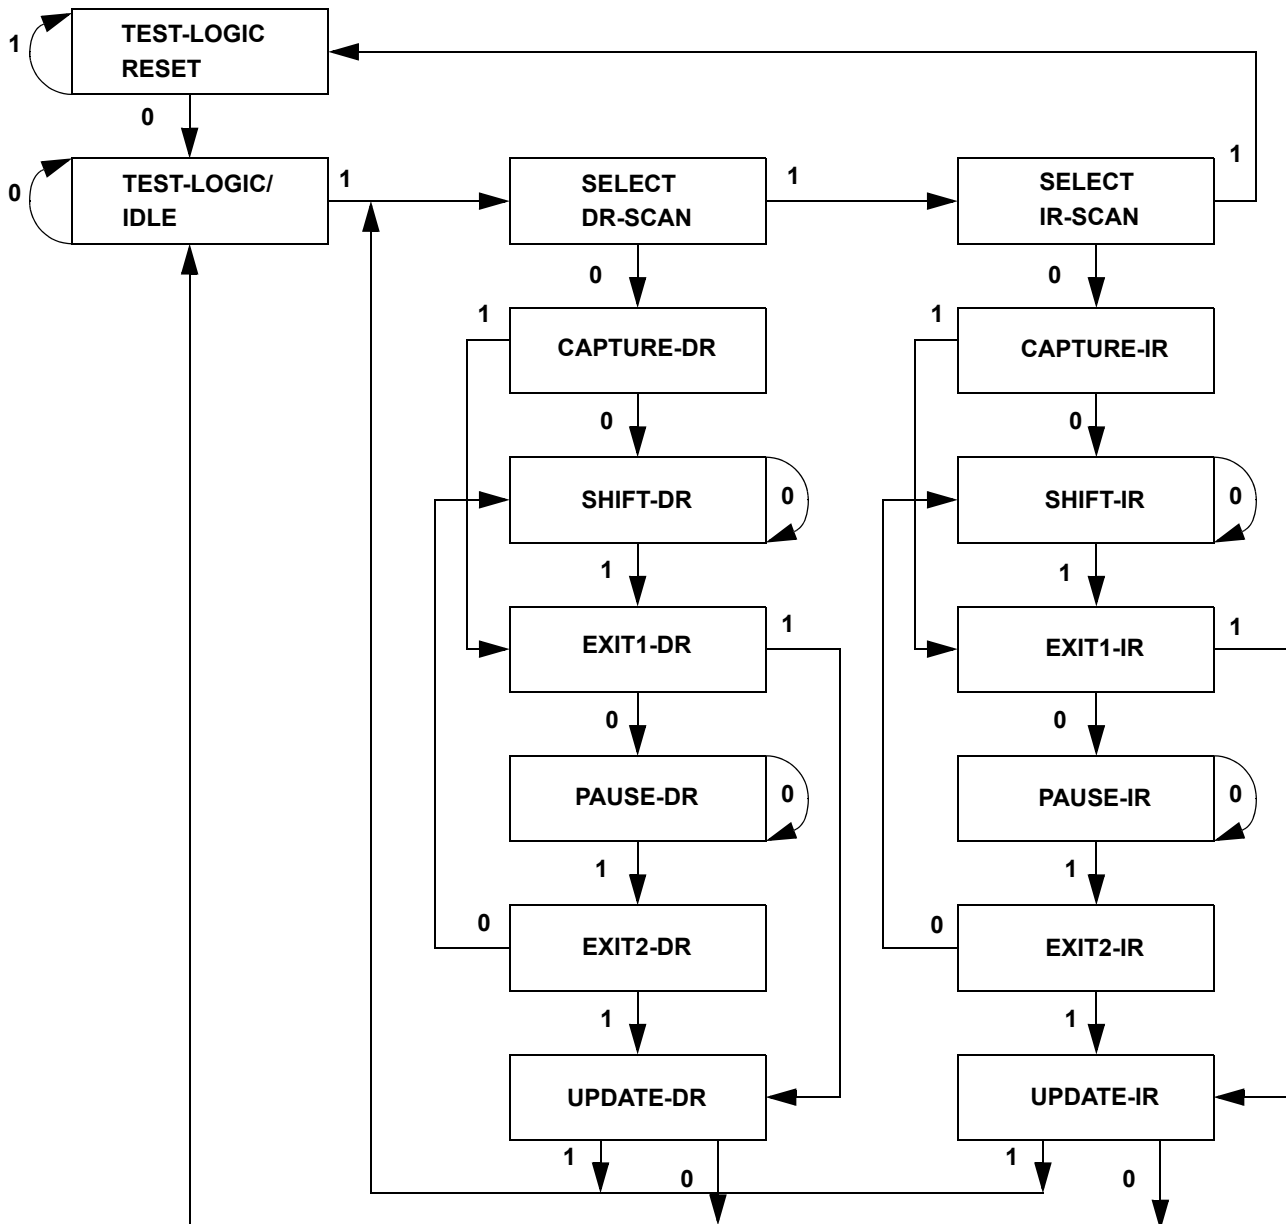 1
TEST-LOGIC
RESET
0
0
TEST-LOGIC/
IDLE
1
SELECT
DR-SCAN
1
SELECT
IR-SCAN
1
0
0
1
CAPTURE-DR
1
CAPTURE-IR
0
0
SHIFT-DR
0
SHIFT-IR
0
1
1
EXIT1-DR
1
EXIT1-IR
1
0
0
PAUSE-DR
0
PAUSE-IR
0
1
1
0
EXIT2-DR
0
EXIT2-IR
1
1
UPDATE-DR
UPDATE-IR
1
0
1
0